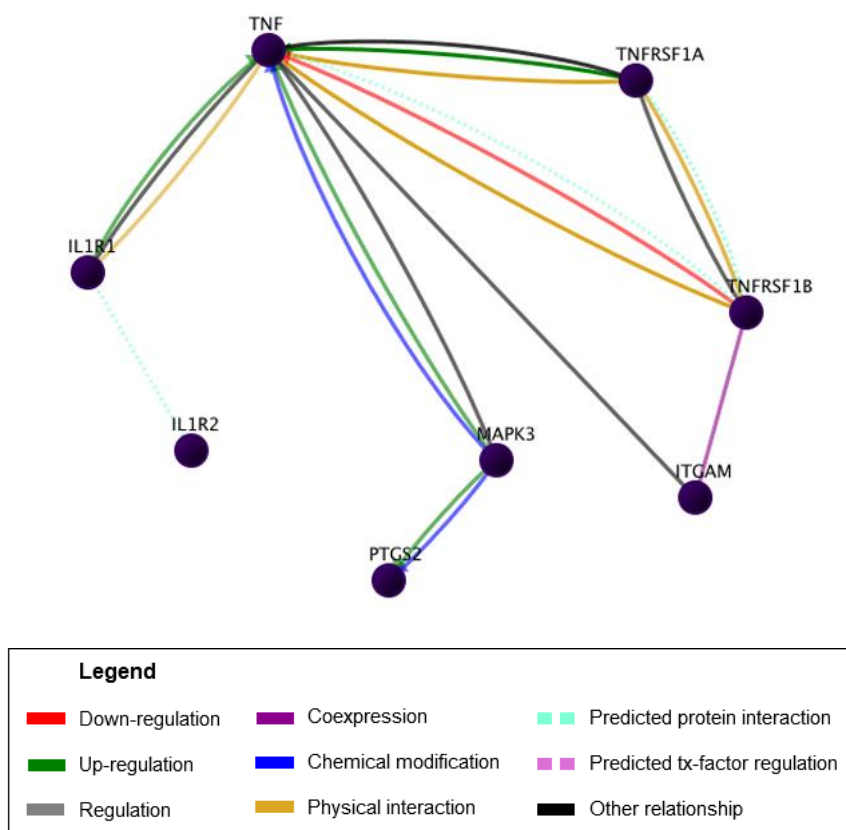 TNF
TNFRSF1A
IL1R1
TNFRSF1B
IL1R2
MAPK3
ITGAM
PTGS2
Legend
Down-regulation
Coexpression
Predicted protein interaction
Up-regulation
Chemical modification
Predicted tx-factor regulation
Regulation
Physical interaction
Other relationship